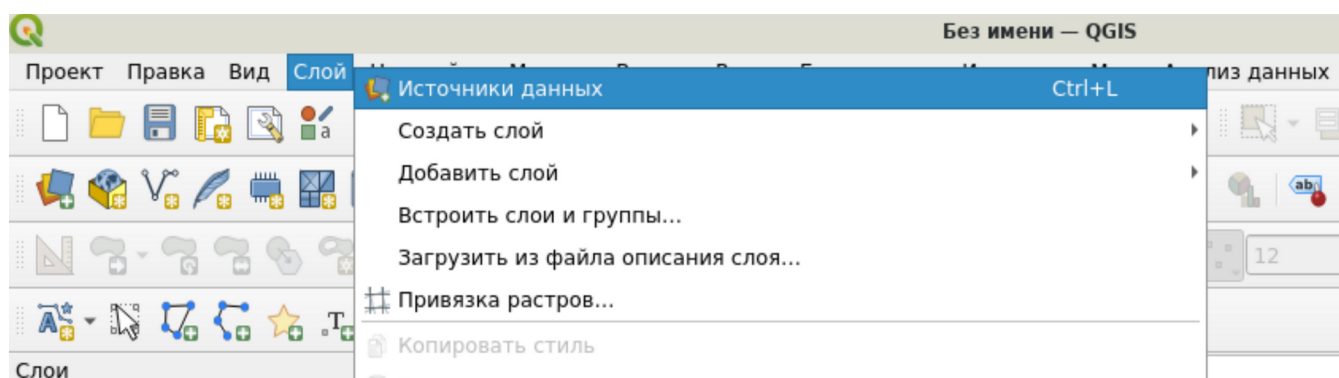 Без имени — QGIS
Проект Правка Вид Слой лиз данных
Источники данных Ctrl+L
Создать слой
a
Добавить слой
abc
Встроить слои и группы...
Загрузить из файла описания слоя...
12
Привязка растров...
A T
Копировать стиль
Слои